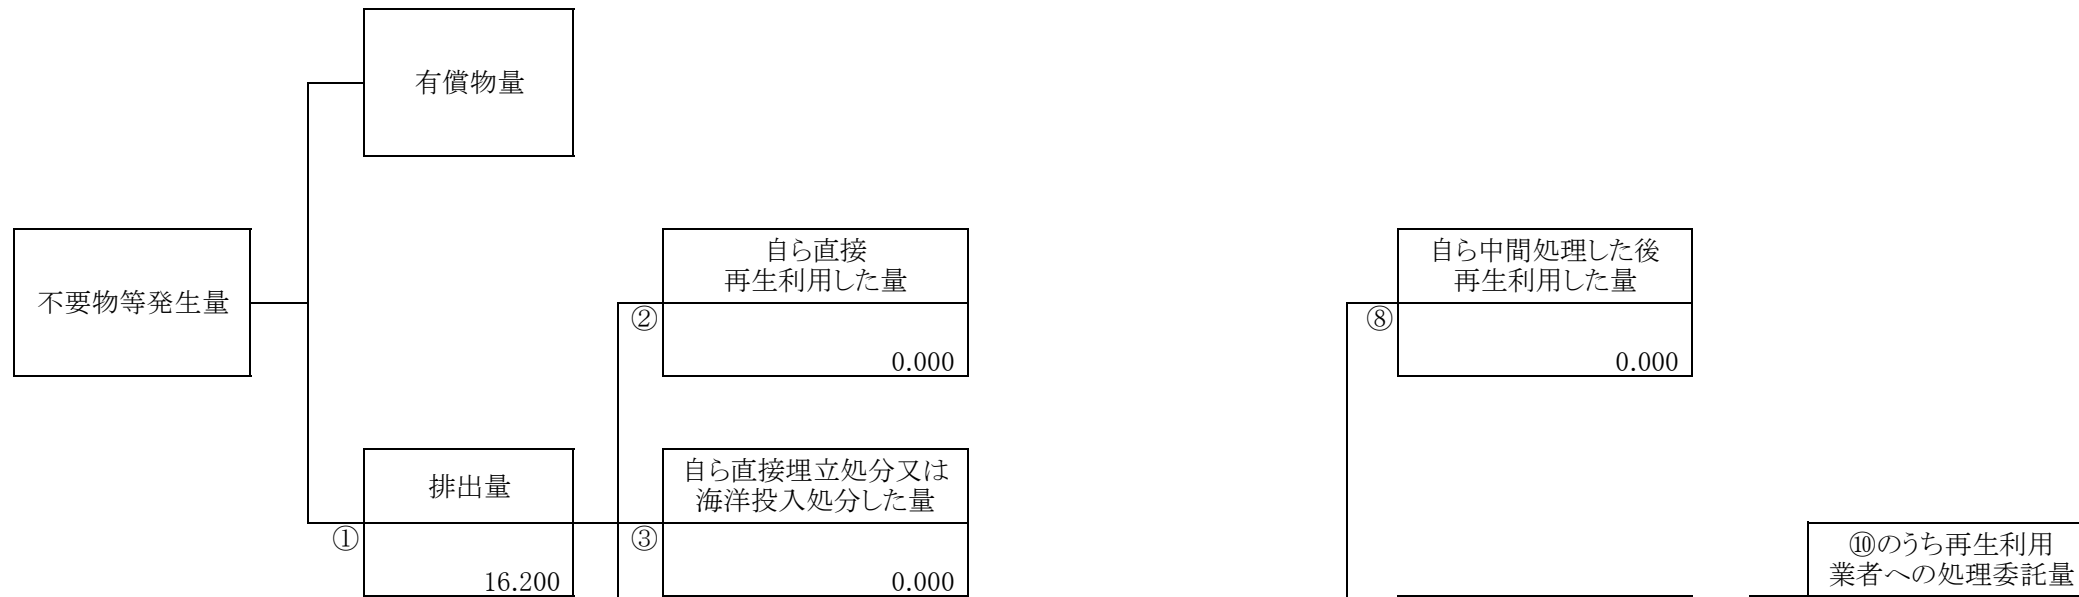 有償物量
不要物等発生量
自ら直接
再生利用した量
②
0.000
自ら中間処理した後
再生利用した量
⑧
0.000
排出量
①
16.200
自ら直接埋立処分又は
海洋投入処分した量
③
0.000
⑩のうち再生利用
業者への処理委託量